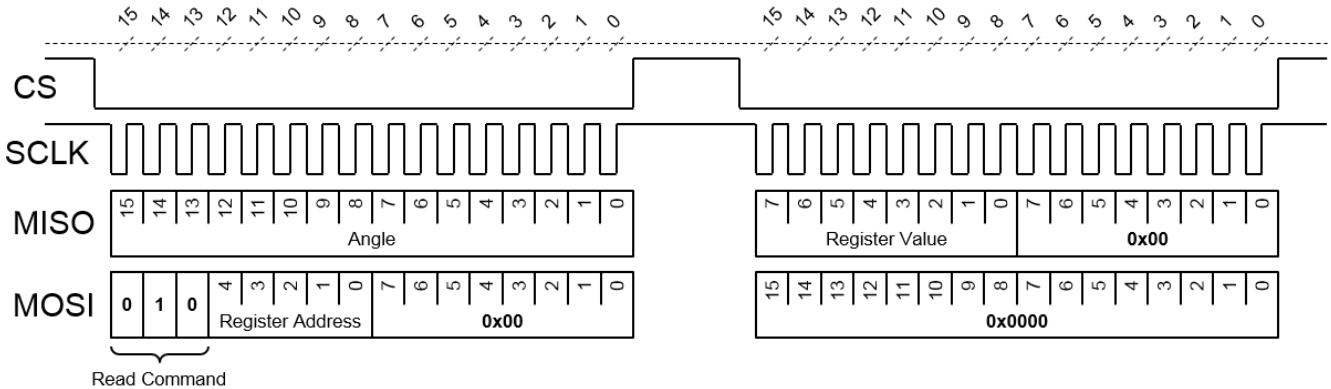 15 14 13 12 11 10 9 8 7 6 5 4 3 2 1 0 15 14 13 12 11 10 9 8 7 6 5 4 3 2 1 0
CS
SCLK
MISO 15 14 13 12 11 10 9 8 7 6 5 4 3 2 1 0 7 6 5 4 3 2 1 0 7 6 5 4 3 2 1 0
Angle Register Value 0x00
MOSI 0 1 0 4 3 2 1 0 7 6 5 4 3 2 1 0 15 14 13 12 11 10 9 8 7 6 5 4 3 2 1 0
Register Address 0x00 0x0000
Read Command